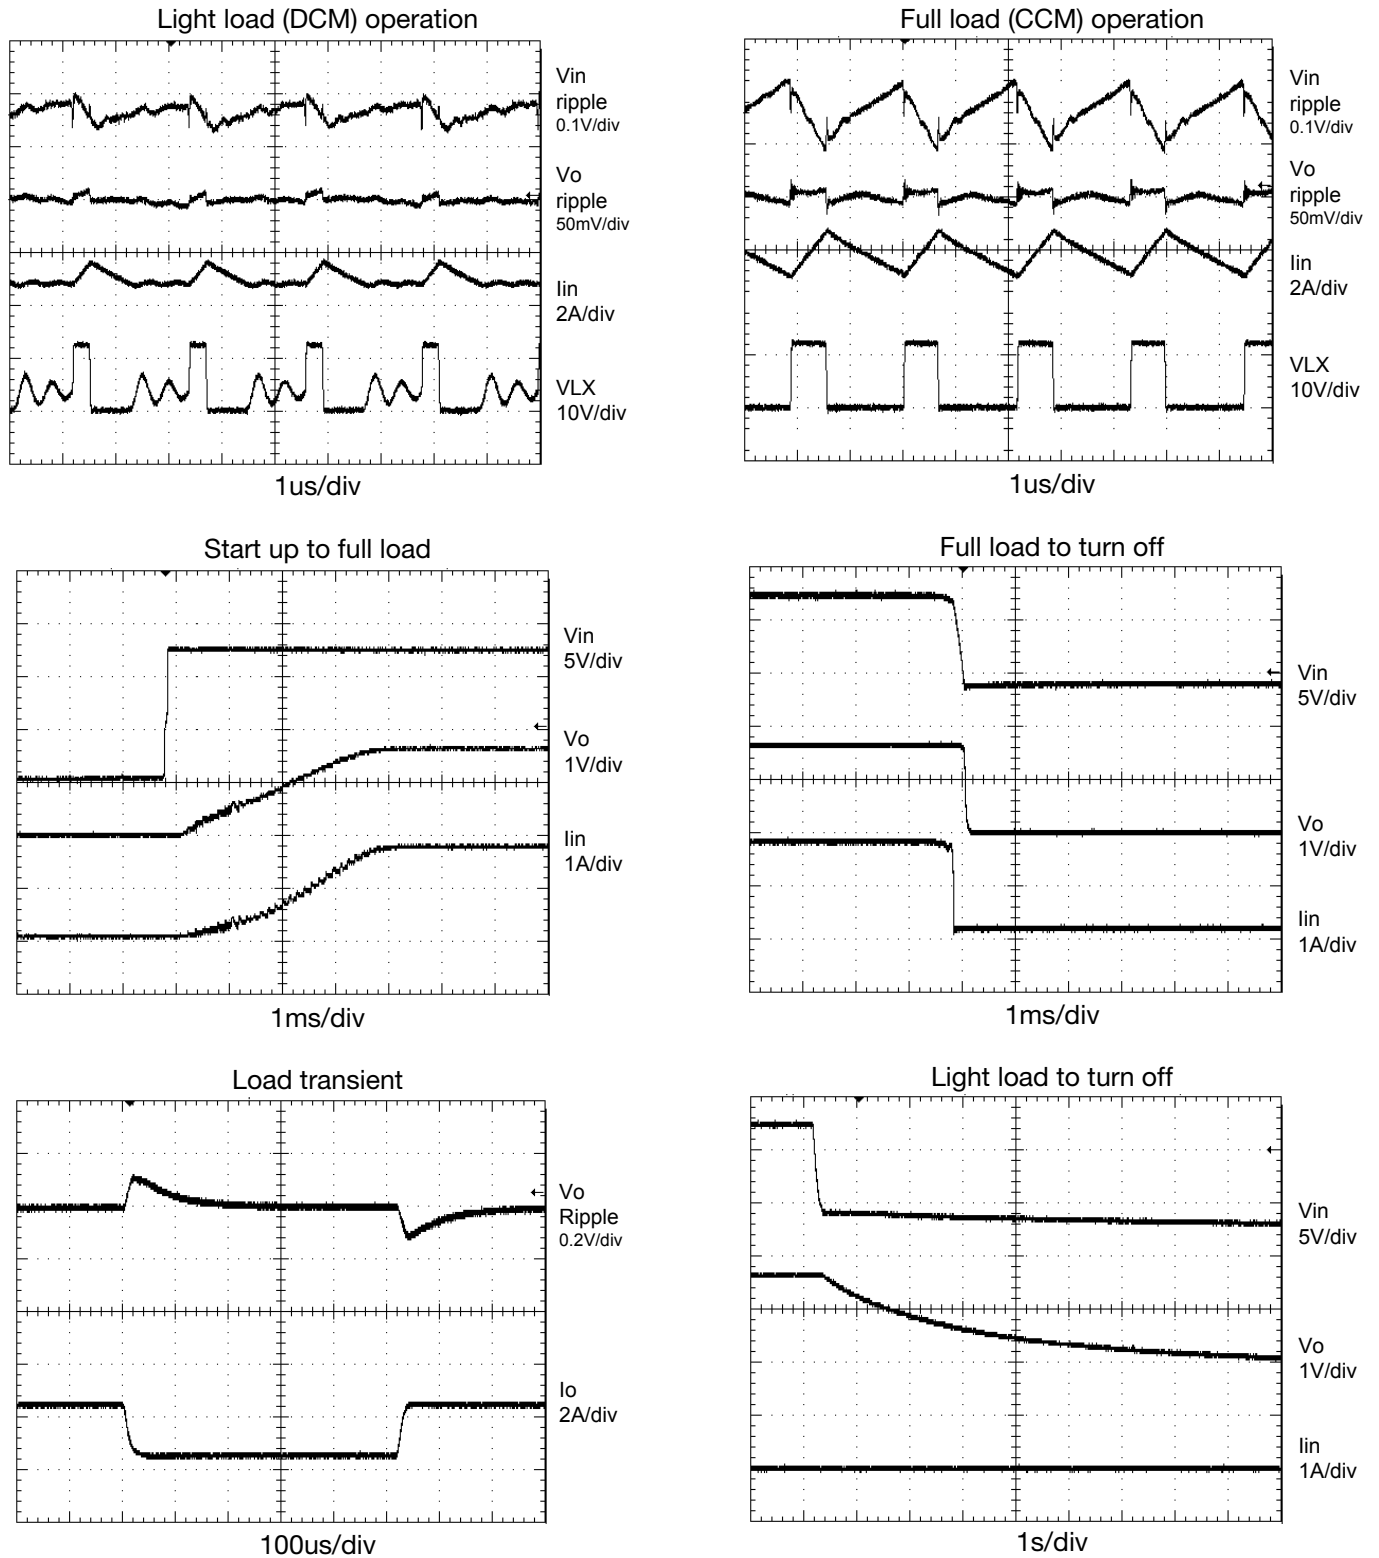 Light load (DCM) operation
Vin
ripple
0.1V/div
Vo
ripple
50mV/div
Iin
2A/div
VLX
10V/div
1us/div
Full load (CCM) operation
Vin
ripple
0.1V/div
Vo
ripple
50mV/div
Iin
2A/div
VLX
10V/div
1us/div
Start up to full load
Vin
5V/div
Vo
1V/div
Iin
1A/div
1ms/div
Full load to turn off
Vin
5V/div
Vo
1V/div
Iin
1A/div
1ms/div
Load transient
Vo
Ripple
0.2V/div
Io
2A/div
100us/div
Light load to turn off
Vin
5V/div
Vo
1V/div
Iin
1A/div
1s/div